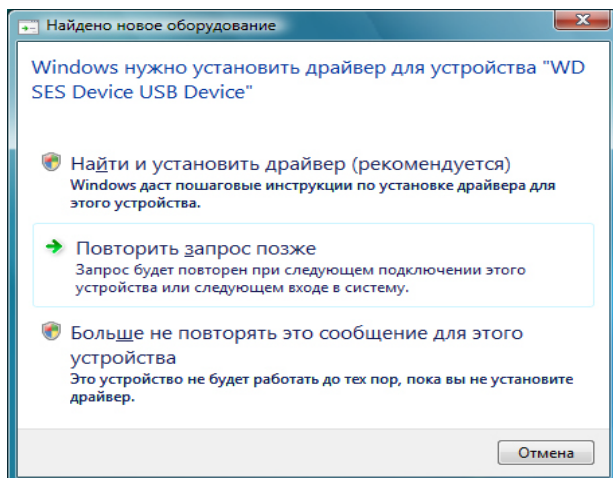 Найдено новое оборудование
Windows нужно установить драйвер для устройства "WD
SES Device USB Device"
Найти и установить драйвер (рекомендуется)
Windows даст пошаговые инструкции по установке драйвера для
этого устройства.
Повторить запрос позже
Запрос будет повторен при следующем подключении этого
устройства или следующем входе в систему.
Больше не повторять это сообщение для этого
устройства
Это устройство не будет работать до тех пор, пока вы не установите
драйвер.
Отмена